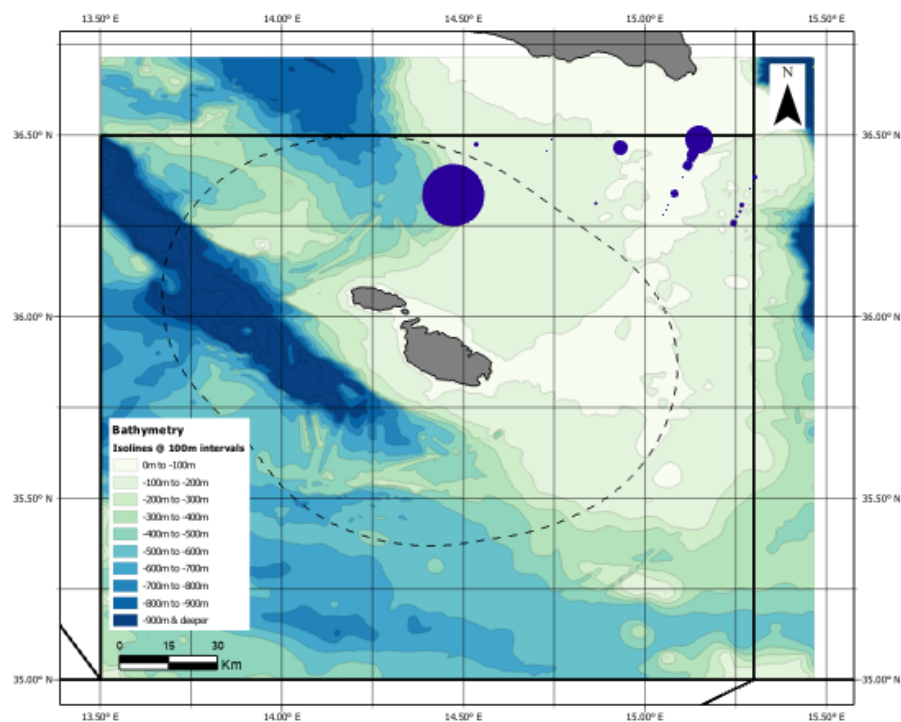 13.50° E 14.00° E 14.50° E 15.00° E 15.50° E
N
36.50° N 36.50° N
36.00° N 36.00° N
Bathymetry
Isolines @ 100m intervals
0m to -100m
-100m to -200m
-200m to -300m
-300m to -400m
-400m to -500m
-500m to -600m
-600m to -700m
-700m to -800m
-800m to -900m
-900m & deeper
35.50° N 35.50° N
0 15 30
Km
35.00° N 35.00° N
13.50° E 14.00° E 14.50° E 15.00° E 15.50° E